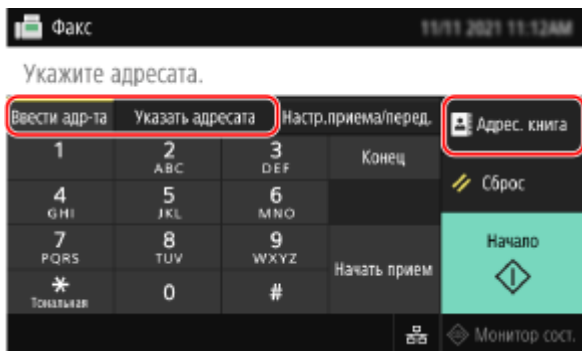 Факс 11/11 2021 11:12AM
Укажите адресата.
Ввести адр-та Указать адресата Настр.приема/перед. Адрес. книга
1 2 3 Конец
ABC DEF
Сброс
4 5 6
GHI JKL MNO
7 8 9 Начало
PQRS TUV WXYZ
Начать прием
* 0 #
Тональная
Монитор сост.